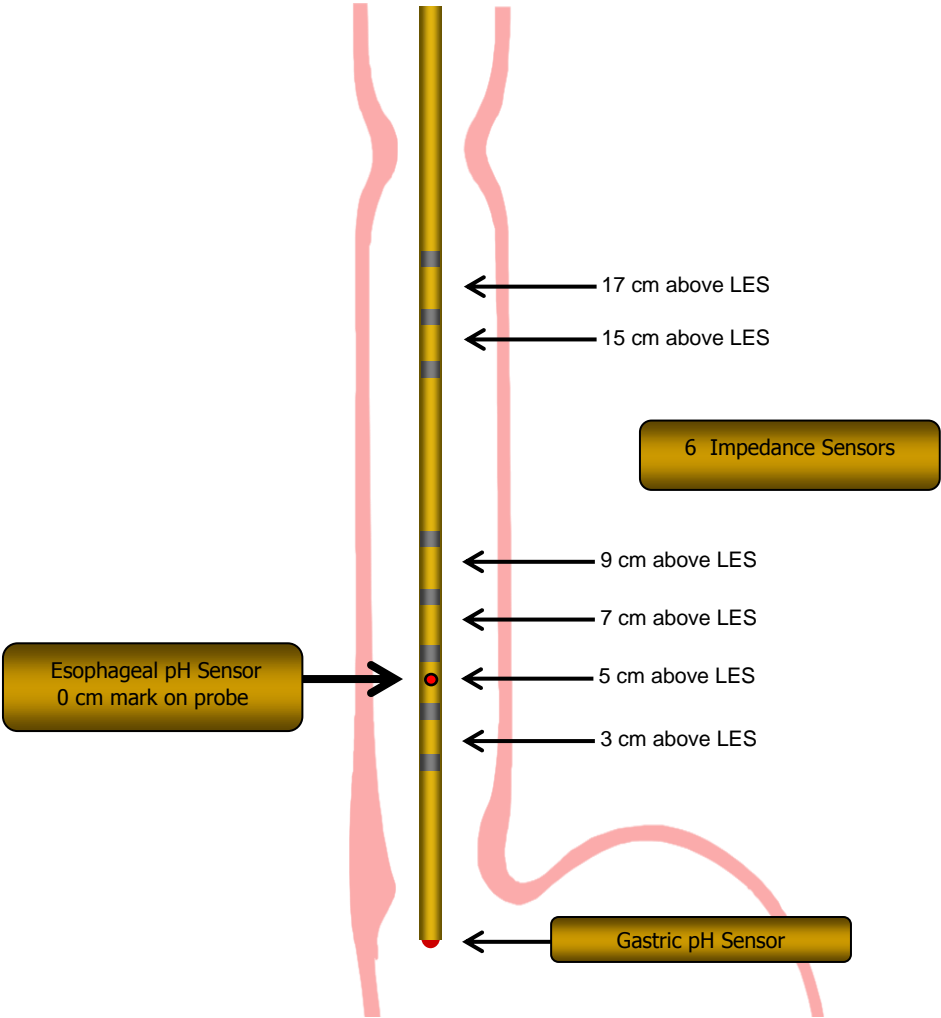 17 cm above LES
15 cm above LES
6 Impedance Sensors
9 cm above LES
7 cm above LES
Esophageal pH Sensor
0 cm mark on probe
5 cm above LES
3 cm above LES
Gastric pH Sensor